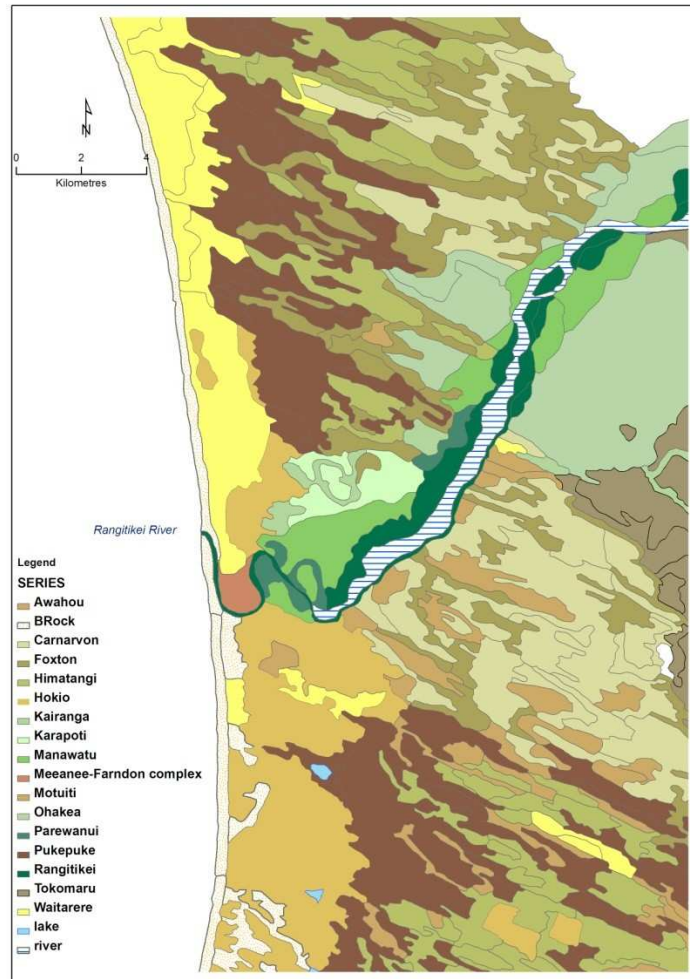 N
0 2 4
Kilometres
Rangitikei River
Legend
SERIES
Awahou
BRock
Carnarvon
Foxton
Himatangi
Hokio
Kairanga
Karapoti
Manawatu
Meeanee-Farndon complex
Motuiti
Ohakea
Parewanui
Pukepuke
Rangitikei
Tokomaru
Waitarere
lake
river